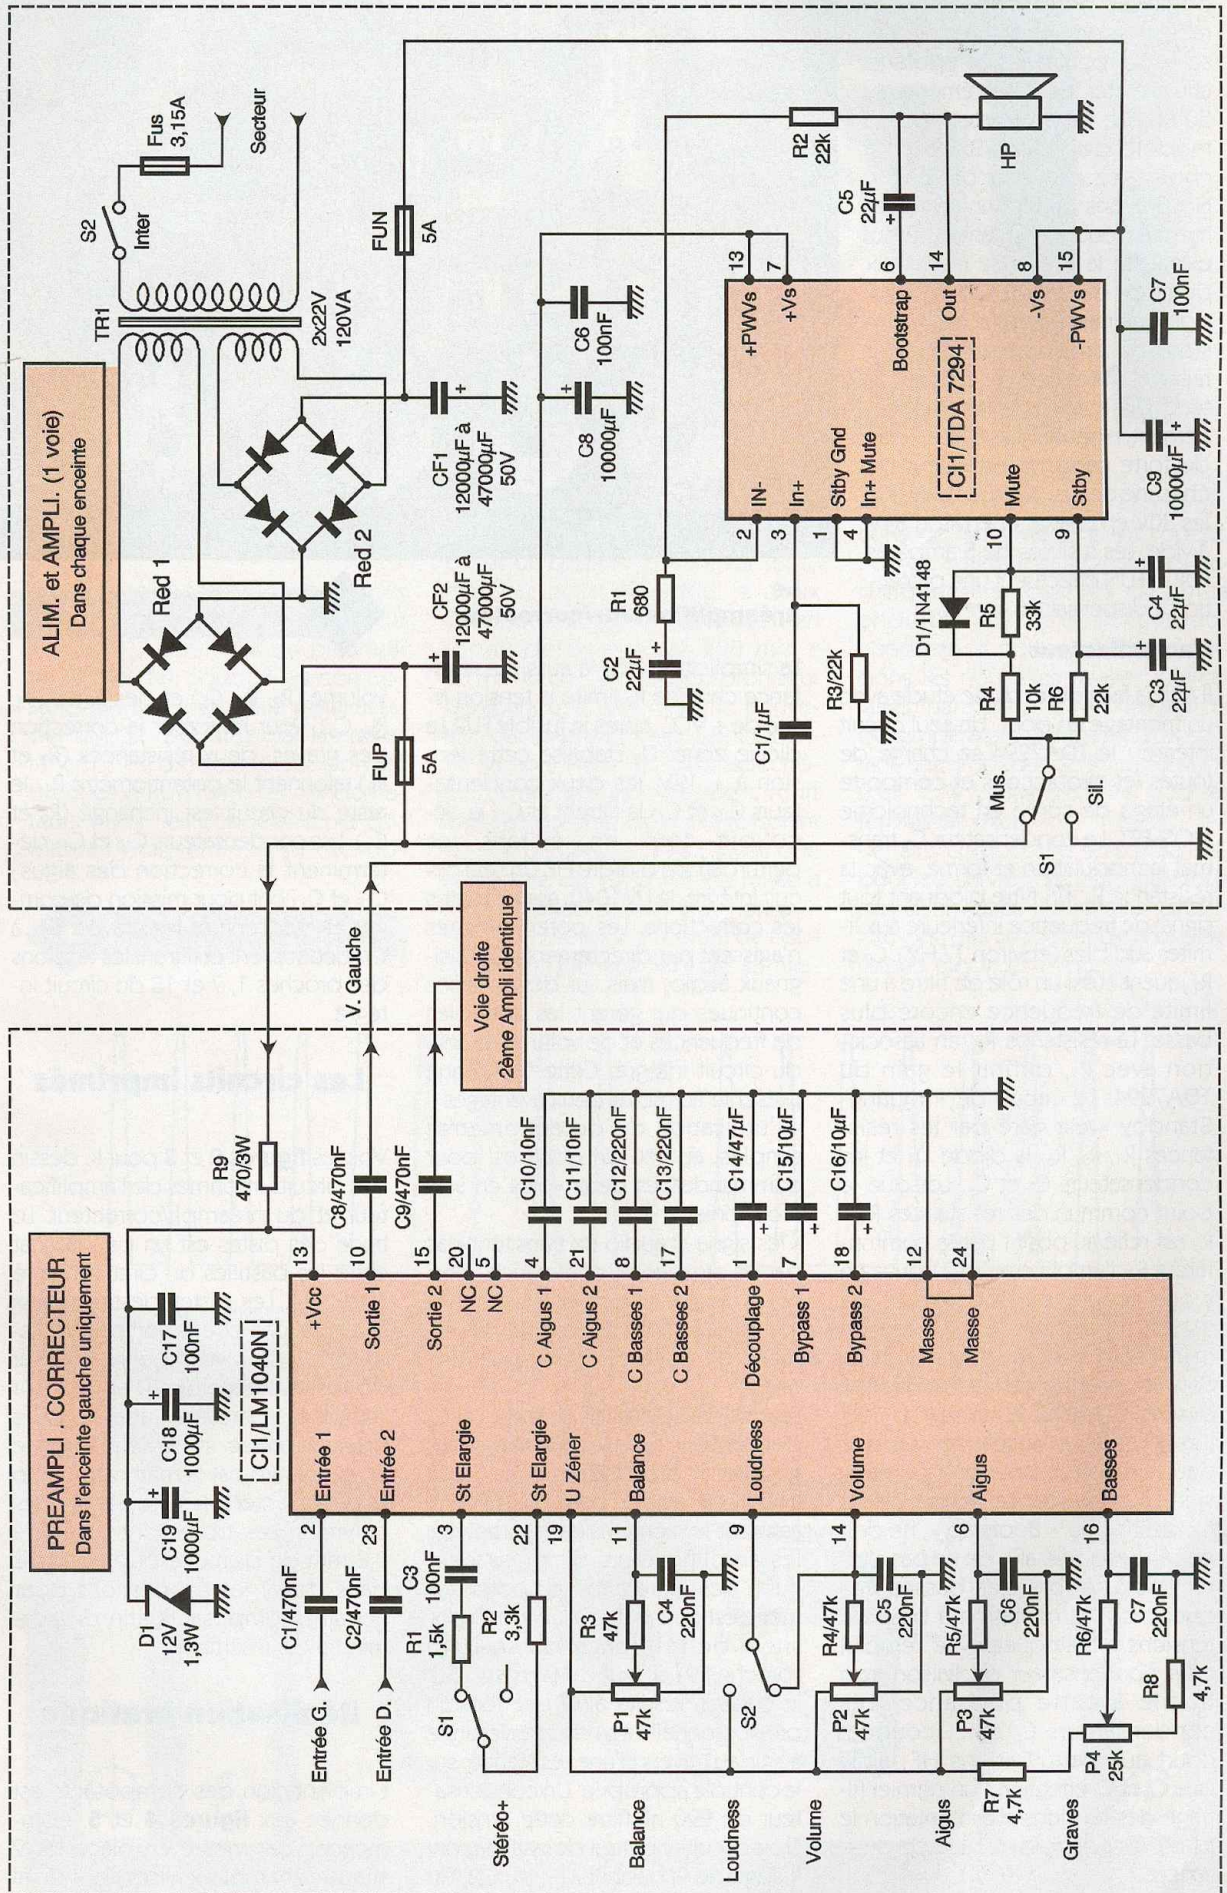 PREAMPLI . CORRECTEUR
Dans l'enceinte gauche uniquement
D1
12V
1,3W
C19
1000µF
+
C18
1000µF
+
C17
100nF
CI1/LM1040N
R9
470/3W
Entrée G.
C1/470nF
2
Entrée 1
Entrée D.
C2/470nF
23
Entrée 2
Stéréo+
S1
R1
1,5k
C3
100nF
3
St Elargie
R2
3,3k
22
St Elargie
19
U Zéner
Balance
P1
47k
R3
47k
C4
220nF
11
Balance
Loudness
S2
9
Loudness
Volume
P2
47k
R4/47k
C5
220nF
14
Volume
Aigus
P3
47k
R5/47k
C6
220nF
6
Aigus
R7
4,7k
Graves
P4
25k
R6/47k
C7
220nF
R8
4,7k
16
Basses
+Vcc
13
Sortie 1
10
C8/470nF
Sortie 2
15
C9/470nF
NC
20
NC
5
C Aigus 1
4
C10/10nF
C Aigus 2
21
C11/10nF
C Basses 1
8
C12/220nF
C Basses 2
17
C13/220nF
Découplage
1
C14/47µF
+
Bypass 1
7
C15/10µF
+
Bypass 2
18
C16/10µF
+
Masse
12
Masse
24
V. Gauche
Voie droite
2ème Ampli identique
ALIM. et AMPLI. (1 voie)
Dans chaque enceinte
Red 1
Red 2
TR1
2x22V
120VA
S2
Inter
Fus
3,15A
Secteur
FUP
5A
FUN
5A
CF2
12000µF à
47000µF
50V
+
CF1
12000µF à
47000µF
50V
+
C8
10000µF
+
C6
100nF
C2
22µF
+
R1
680
C1/1µF
R3/22k
2
IN-
3
In+
1
Stby Gnd
4
In+ Mute
CI1/TDA 7294
10
Mute
9
Stby
+PWVs
13
+Vs
7
Bootstrap
6
Out
14
-Vs
8
-PWVs
15
R2
22k
C5
22µF
+
HP
D1/1N4148
R5
33k
R4
10k
R6
22k
S1
Mus.
Sil.
C3
22µF
+
C4
22µF
+
C9
10000µF
+
C7
100nF